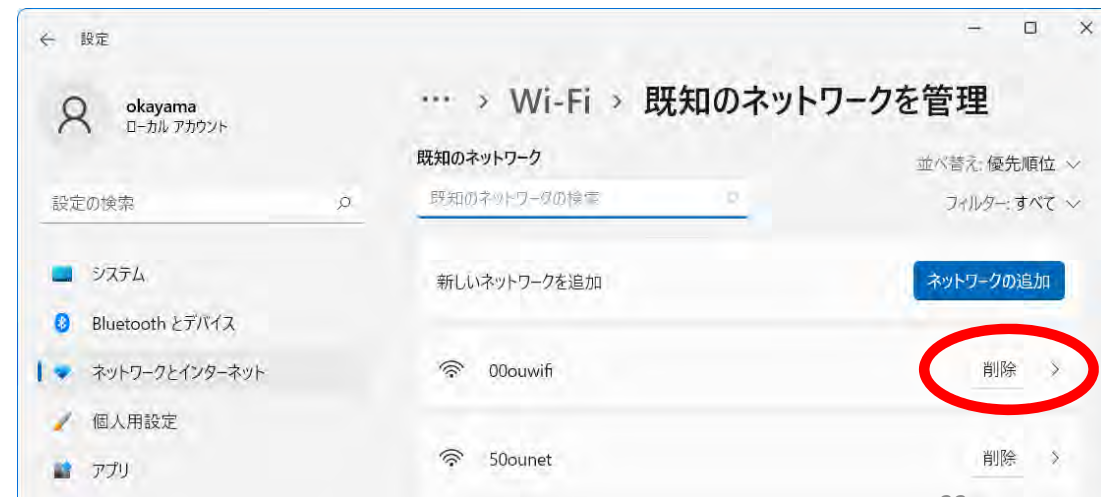 設定
okayama
ローカル アカウント
設定の検索
システム
Bluetooth とデバイス
ネットワークとインターネット
個人用設定
アプリ
… > Wi-Fi > 既知のネットワークを管理
既知のネットワーク
並べ替え: 優先順位
既知のネットワークの検索
フィルター: すべて
新しいネットワークを追加
ネットワークの追加
00ouwifi
削除
50ounet
削除